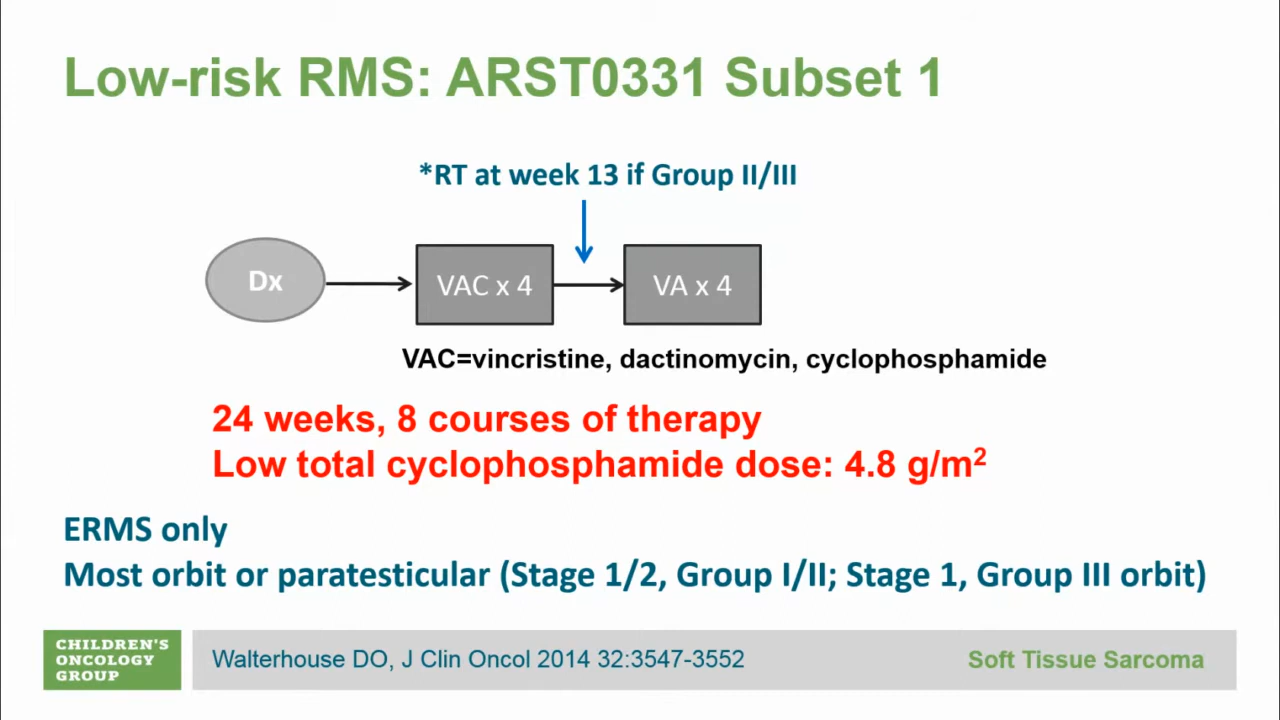 Low-risk RMS: ARST0331 Subset 1
*RT at week 13 if Group II/III
Dx
VAC x 4
VA x 4
VAC=vincristine, dactinomycin, cyclophosphamide
24 weeks, 8 courses of therapy
Low total cyclophosphamide dose: 4.8 g/m²
ERMS only
Most orbit or paratesticular (Stage 1/2, Group I/II; Stage 1, Group III orbit)
CHILDREN'S
ONCOLOGY
GROUP
Walterhouse DO, J Clin Oncol 2014 32:3547-3552
Soft Tissue Sarcoma